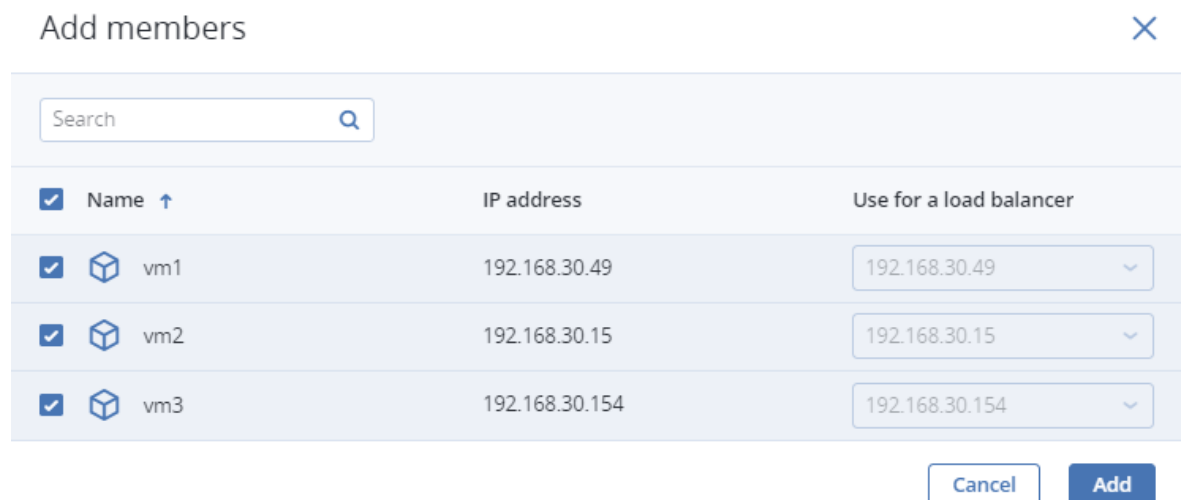 Add members
Search
Name IP address Use for a load balancer
vm1 192.168.30.49 192.168.30.49
vm2 192.168.30.15 192.168.30.15
vm3 192.168.30.154 192.168.30.154
Cancel Add